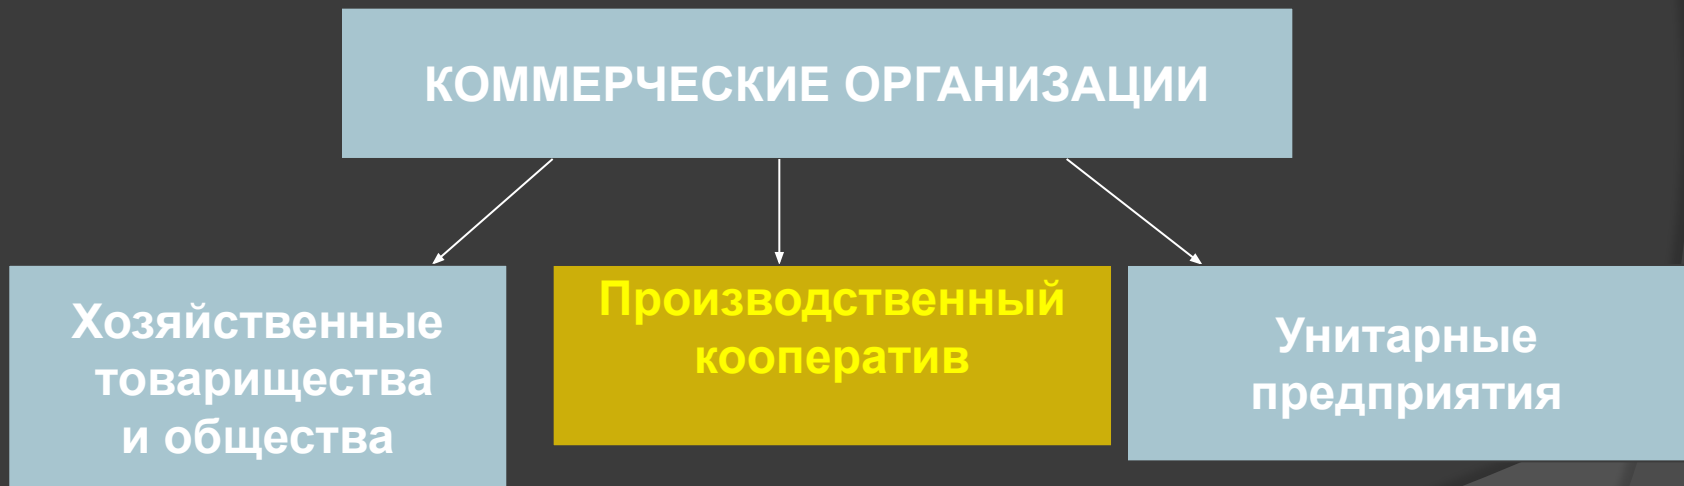 КОММЕРЧЕСКИЕ ОРГАНИЗАЦИИ
Хозяйственные
товарищества
и общества
Производственный
кооператив
Унитарные
предприятия